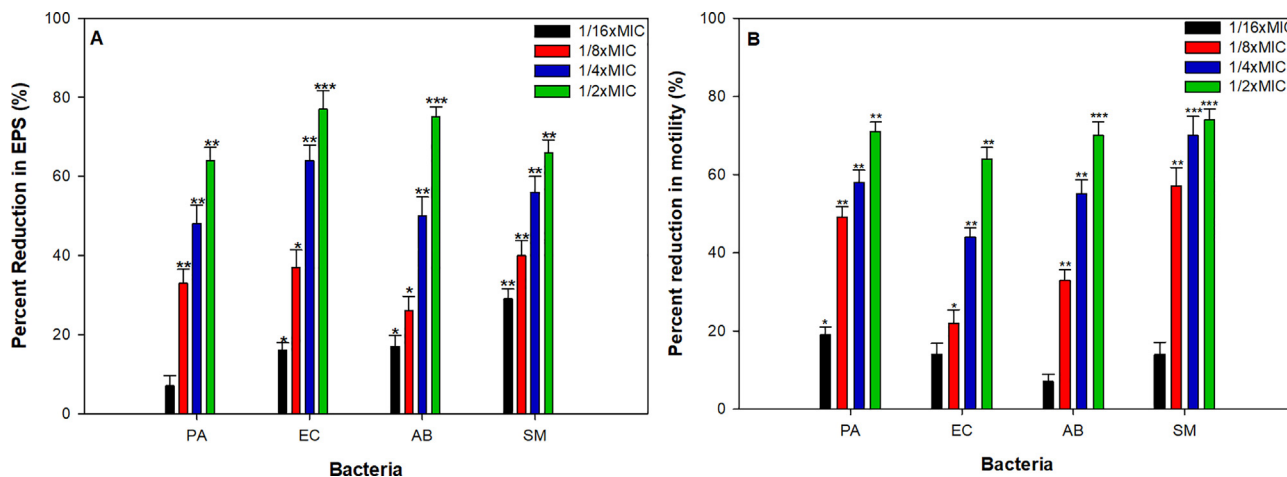 A
Percent Reduction in EPS (%)
100
80
60
40
20
0
1/16xMIC
1/8xMIC
1/4xMIC
1/2xMIC
** ** **
* * ** ***
* * ** ***
** ** ** **
PA EC AB SM
Bacteria
B
Percent reduction in motility (%)
100
80
60
40
20
0
1/16xMIC
1/8xMIC
1/4xMIC
1/2xMIC
* ** ** **
* ** **
** ** ***
** *** ***
PA EC AB SM
Bacteria